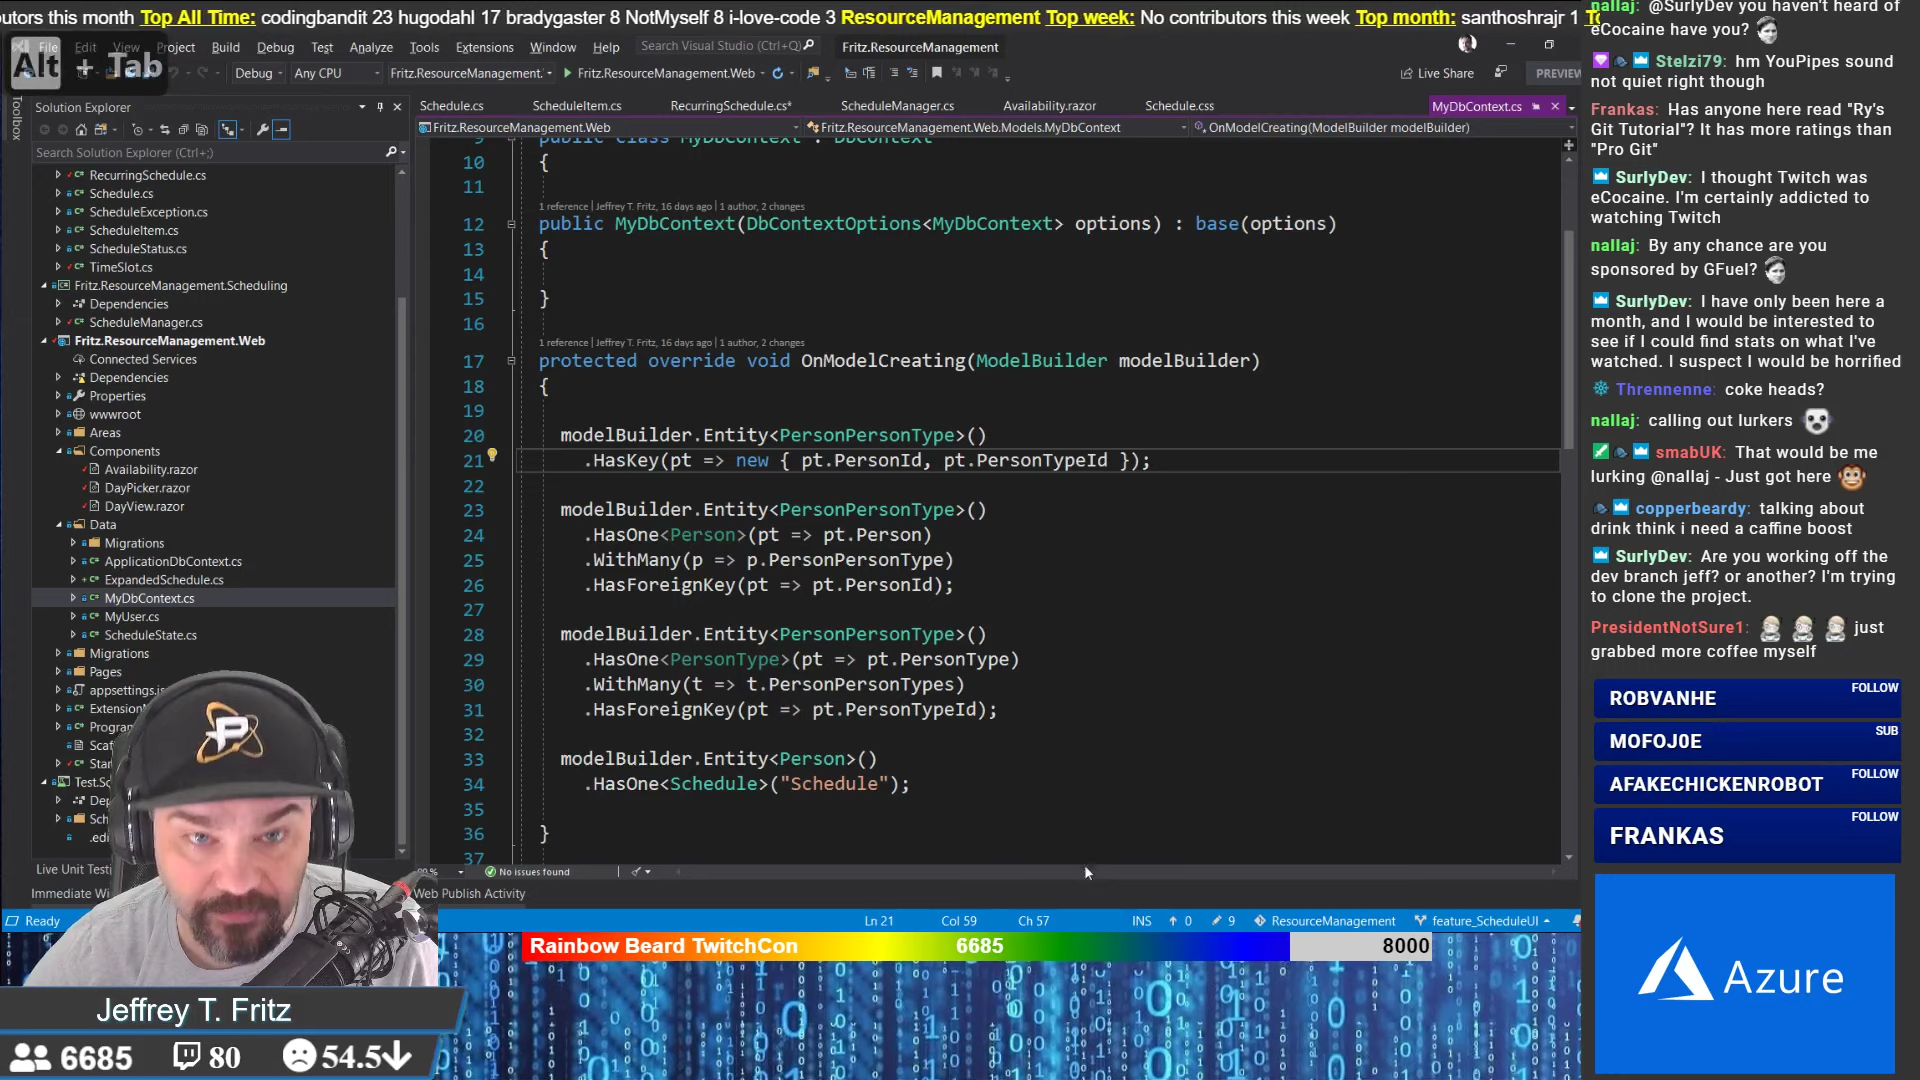 utors this month Top All Time: codingbandit 23 hugodahl 17 bradygaster 8 NotMyself 8 i-love-code 3 ResourceManagement Top week: No contributors this week Top month: santhoshrajr 1
Alt + Tab
File Edit View Project Build Debug Test Analyze Tools Extensions Window Help Search Visual Studio (Ctrl+Q) Fritz.ResourceManagement
Debug Any CPU Fritz.ResourceManagement. Fritz.ResourceManagement.Web Live Share PREVIEW
Toolbox
Solution Explorer
Search Solution Explorer (Ctrl+;)
RecurringSchedule.cs
Schedule.cs
ScheduleException.cs
ScheduleItem.cs
ScheduleStatus.cs
TimeSlot.cs
Fritz.ResourceManagement.Scheduling
Dependencies
ScheduleManager.cs
Fritz.ResourceManagement.Web
Connected Services
Dependencies
Properties
wwwroot
Areas
Components
Availability.razor
DayPicker.razor
DayView.razor
Data
Migrations
ApplicationDbContext.cs
ExpandedSchedule.cs
MyDbContext.cs
MyUser.cs
ScheduleState.cs
Migrations
Pages
appsettings.js
Extension
Program
Scaf
Star
Test.Sc
Dep
Sch
.edi
Live Unit Testi
Immediate Wi
Web Publish Activity
Schedule.cs ScheduleItem.cs RecurringSchedule.cs* ScheduleManager.cs Availability.razor Schedule.css MyDbContext.cs
Fritz.ResourceManagement.Web Fritz.ResourceManagement.Web.Models.MyDbContext OnModelCreating(ModelBuilder modelBuilder)
9 public class MyDbContext : DbContext
10 {
11
1 reference | Jeffrey T. Fritz, 16 days ago | 1 author, 2 changes
12 public MyDbContext(DbContextOptions<MyDbContext> options) : base(options)
13 {
14
15 }
16
1 reference | Jeffrey T. Fritz, 16 days ago | 1 author, 2 changes
17 protected override void OnModelCreating(ModelBuilder modelBuilder)
18 {
19
20 modelBuilder.Entity<PersonPersonType>()
21 .HasKey(pt => new { pt.PersonId, pt.PersonTypeId });
22
23 modelBuilder.Entity<PersonPersonType>()
24 .HasOne<Person>(pt => pt.Person)
25 .WithMany(p => p.PersonPersonType)
26 .HasForeignKey(pt => pt.PersonId);
27
28 modelBuilder.Entity<PersonPersonType>()
29 .HasOne<PersonType>(pt => pt.PersonType)
30 .WithMany(t => t.PersonPersonTypes)
31 .HasForeignKey(pt => pt.PersonTypeId);
32
33 modelBuilder.Entity<Person>()
34 .HasOne<Schedule>("Schedule");
35
36 }
37
No issues found
Ready Ln 21 Col 59 Ch 57 INS 0 9 ResourceManagement feature_ScheduleUI
Rainbow Beard TwitchCon 6685 8000
Jeffrey T. Fritz
6685 80 54.5
nallaj: @SurlyDev you haven't heard of
eCocaine have you?
Stelzi79: hm YouPipes sound
not quiet right though
Frankas: Has anyone here read "Ry's
Git Tutorial"? It has more ratings than
"Pro Git"
SurlyDev: I thought Twitch was
eCocaine. I'm certainly addicted to
watching Twitch
nallaj: By any chance are you
sponsored by GFuel?
SurlyDev: I have only been here a
month, and I would be interested to
see if I could find stats on what I've
watched. I suspect I would be horrified
Thrennenne: coke heads?
nallaj: calling out lurkers
smabUK: That would be me
lurking @nallaj - Just got here
copperbeardy: talking about
drink think i need a caffine boost
SurlyDev: Are you working off the
dev branch jeff? or another? I'm trying
to clone the project.
PresidentNotSure1: just
grabbed more coffee myself
ROBVANHE FOLLOW
MOFOJ0E SUB
AFAKECHICKENROBOT FOLLOW
FRANKAS FOLLOW
Azure